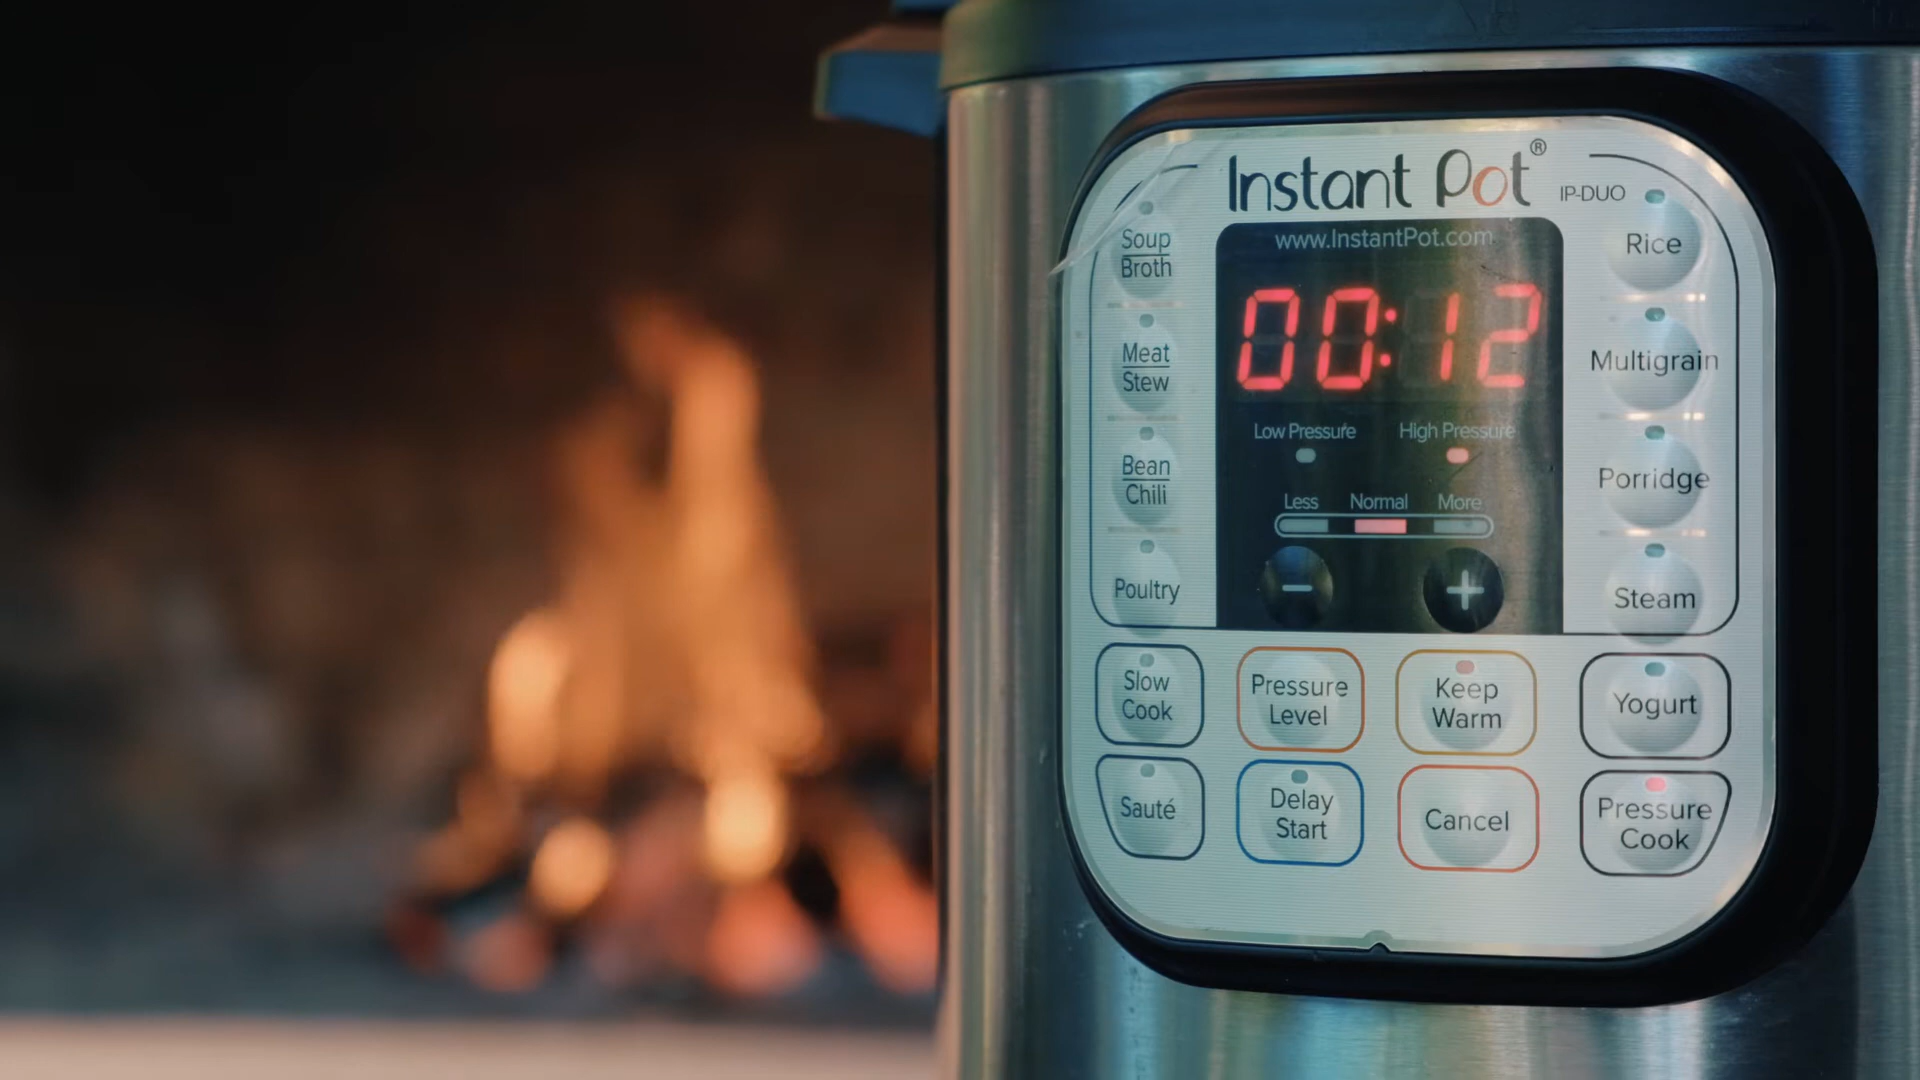 Instant Pot®
IP-DUO
www.InstantPot.com
00:12
Low Pressure
High Pressure
Less Normal More
− +
Soup
Broth
Meat
Stew
Bean
Chili
Poultry
Rice
Multigrain
Porridge
Steam
Slow
Cook
Pressure
Level
Keep
Warm
Yogurt
Sauté
Delay
Start
Cancel
Pressure
Cook